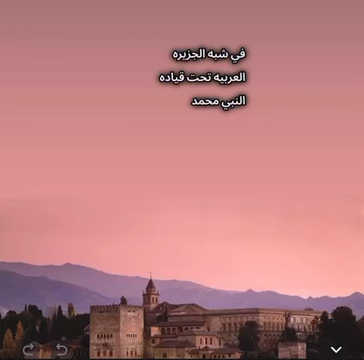 في شبه الجزيره
العربيه تحت قياده
النبي محمد